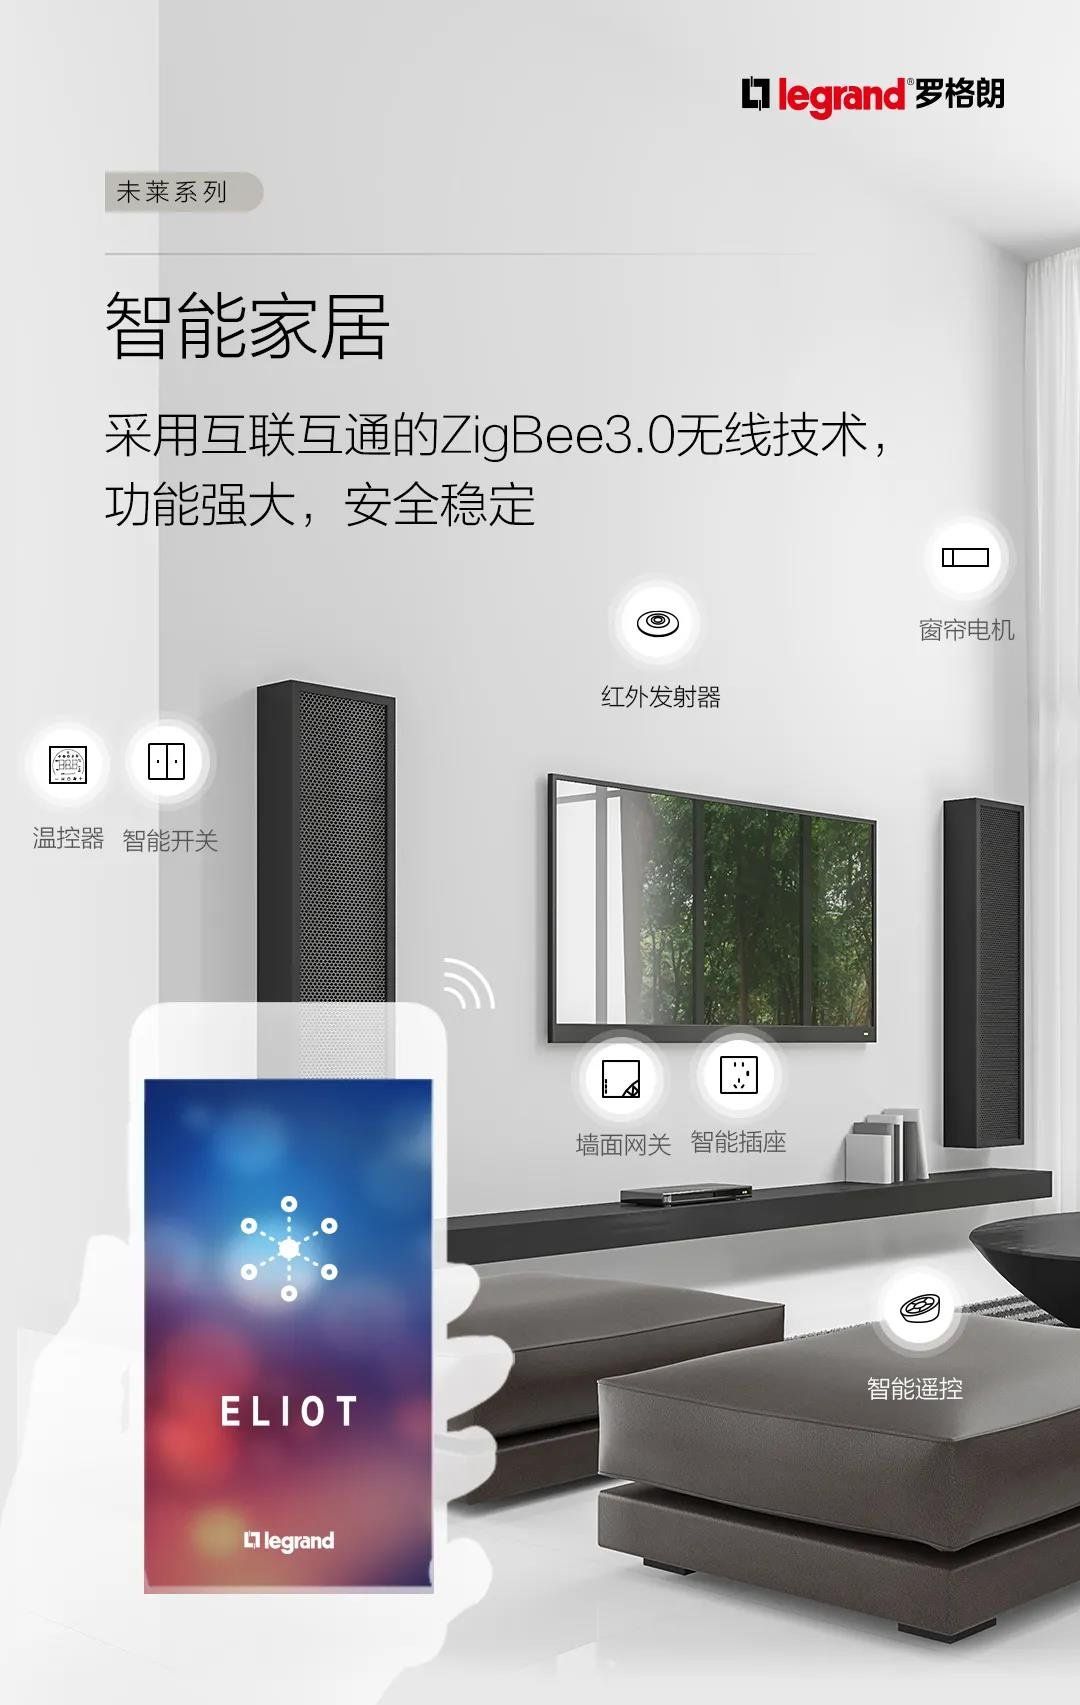 legrand®罗格朗
未莱系列
智能家居
采用互联互通的ZigBee3.0无线技术，
功能强大，安全稳定
窗帘电机
红外发射器
温控器
智能开关
墙面网关
智能插座
智能遥控
ELIOT
legrand